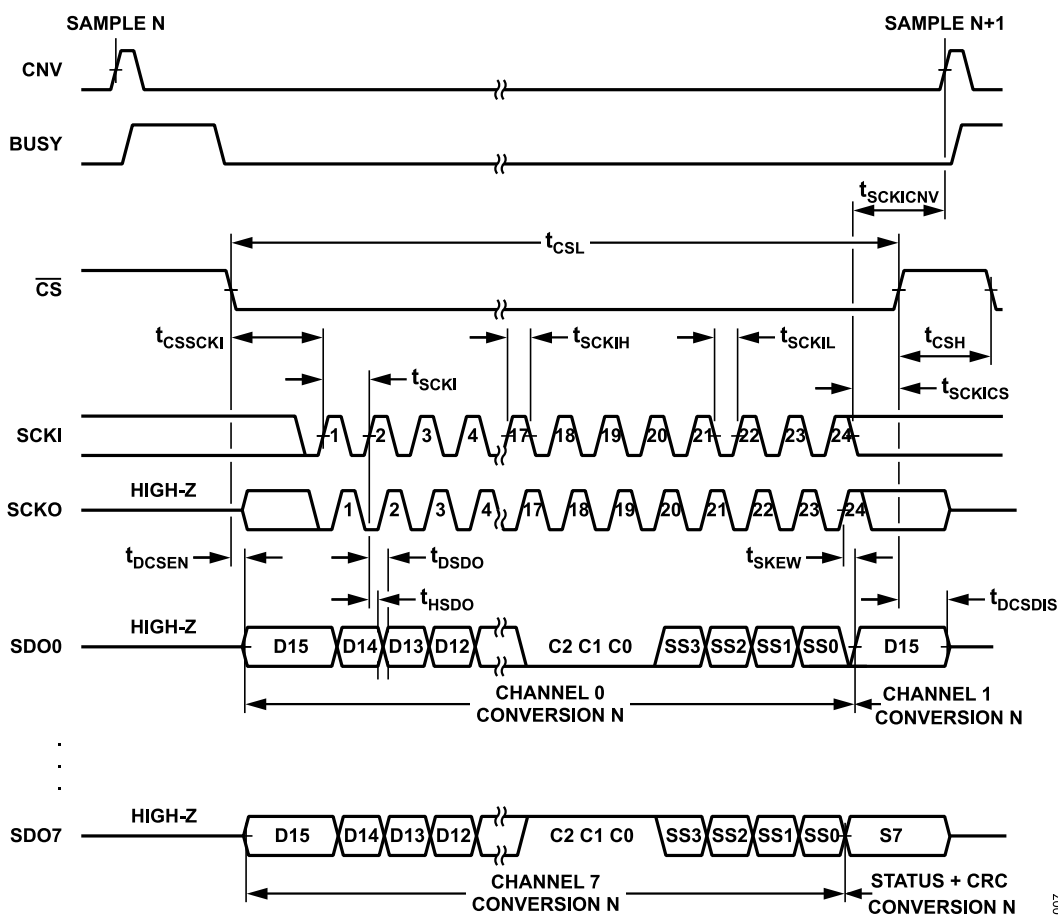 SAMPLE N SAMPLE N+1
CNV
BUSY
tSCKICNV
tCSL
CS
tCSSCKI tSCKIH tSCKIL tCSH
tSCKI tSCKICS
SCKI 1 2 3 4 17 18 19 20 21 22 23 24
HIGH-Z
SCKO 1 2 3 4 17 18 19 20 21 22 23 24
tDCSEN tDSDO tSKEW
tHSDO tDCSDIS
HIGH-Z
SDO0 D15 D14 D13 D12 C2 C1 C0 SS3 SS2 SS1 SS0 D15
CHANNEL 0 CHANNEL 1
CONVERSION N CONVERSION N
HIGH-Z
SDO7 D15 D14 D13 D12 C2 C1 C0 SS3 SS2 SS1 SS0 S7
CHANNEL 7 STATUS + CRC
CONVERSION N CONVERSION N